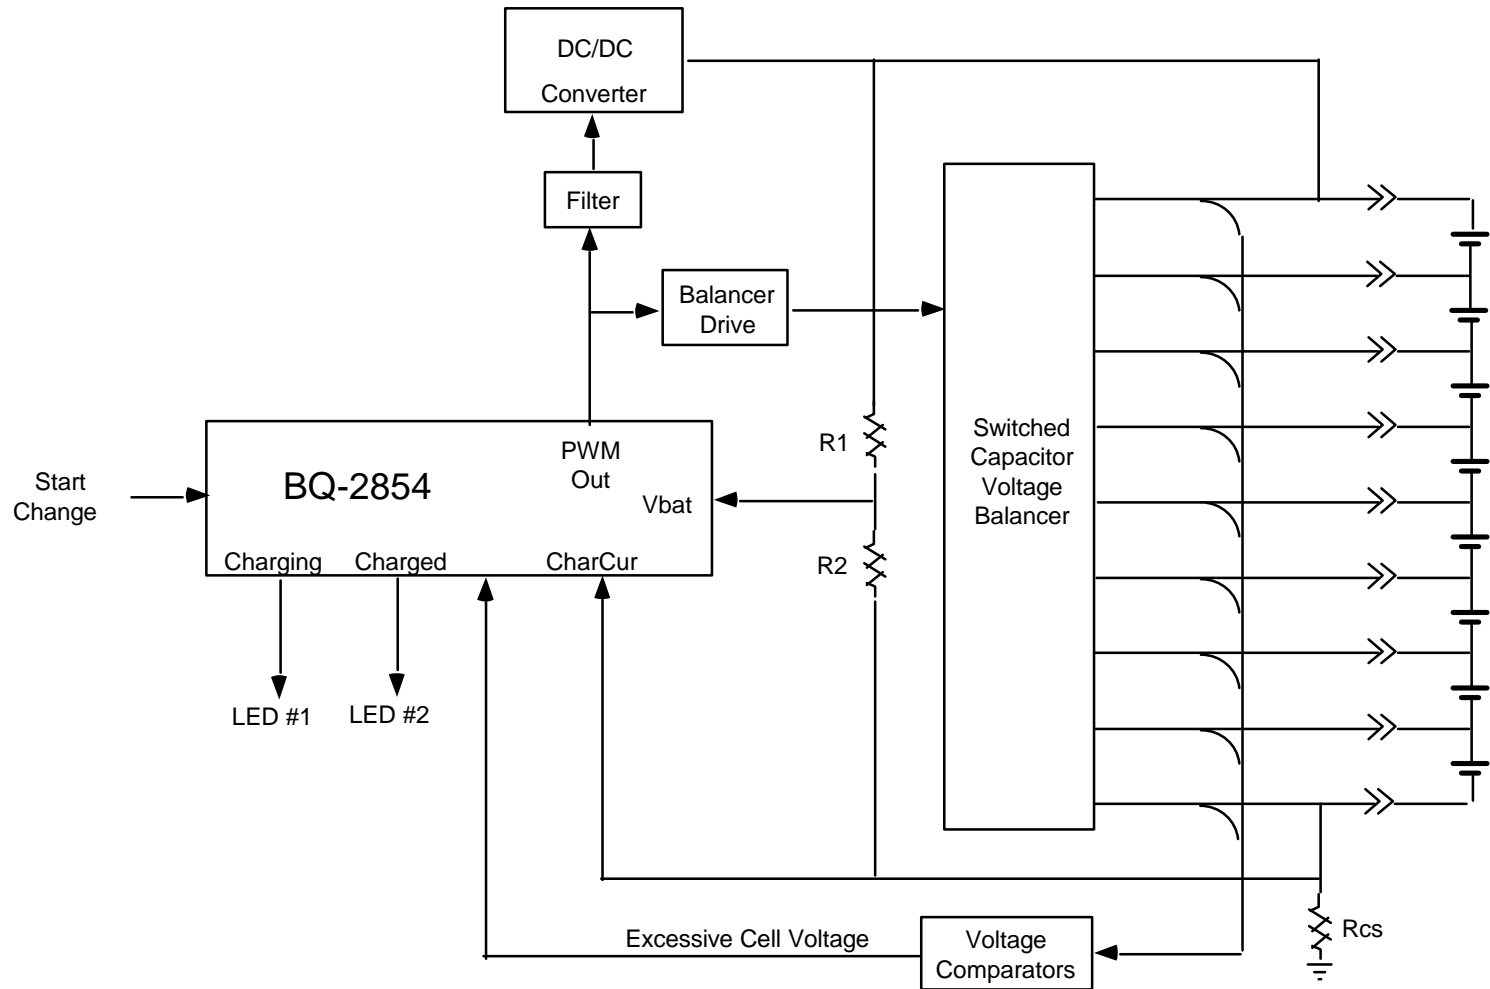 DC/DC
Converter
Filter
Balancer
Drive
R1
Switched
Capacitor
Voltage
Balancer
PWM
Out
BQ-2854
Start
Change
Vbat
Charging
Charged
CharCur
R2
LED #1
LED #2
Excessive Cell Voltage
Voltage
Comparators
Rcs